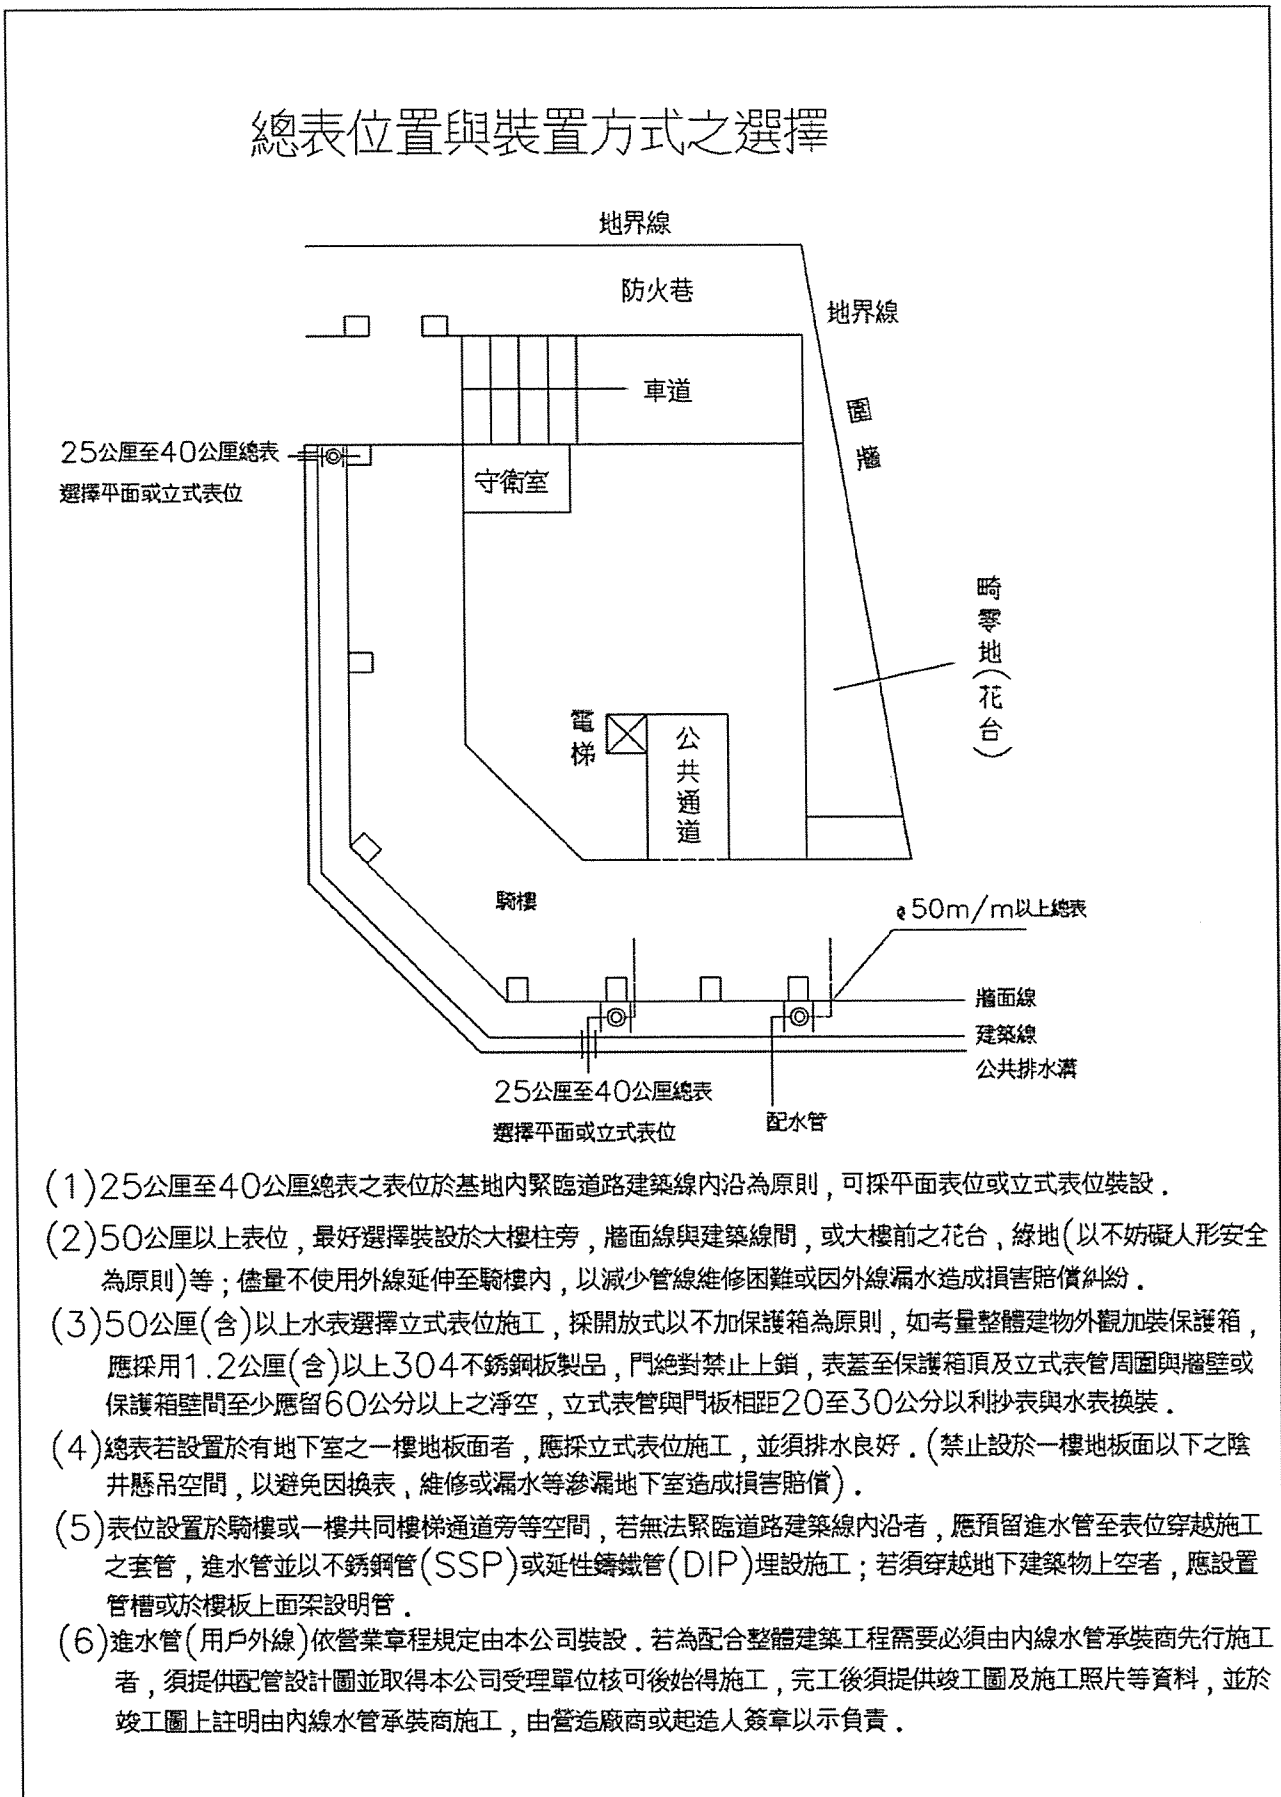 總表位置與裝置方式之選擇
地界線
防火巷
地界線
車道
圍牆
25公厘至40公厘總表
選擇平面或立式表位
守衛室
畸零地(花台)
電梯
公共通道
騎樓
50m/m以上總表
牆面線
建築線
公共排水溝
25公厘至40公厘總表
選擇平面或立式表位
配水管
(1)25公厘至40公厘總表之表位於基地內緊臨道路建築線內沿為原則，可採平面表位或立式表位裝設．
(2)50公厘以上表位，最好選擇裝設於大樓柱旁，牆面線與建築線間，或大樓前之花台，綠地(以不妨礙人形安全
為原則)等；儘量不使用外線延伸至騎樓內，以減少管線維修困難或因外線漏水造成損害賠償糾紛．
(3)50公厘(含)以上水表選擇立式表位施工，採開放式以不加保護箱為原則，如考量整體建物外觀加裝保護箱，
應採用1.2公厘(含)以上304不銹鋼板製品，門絕對禁止上鎖，表蓋至保護箱頂及立式表管周圍與牆壁或
保護箱壁間至少應留60公分以上之淨空，立式表管與門板相距20至30公分以利抄表與水表換裝．
(4)總表若設置於有地下室之一樓地板面者，應採立式表位施工，並須排水良好．(禁止設於一樓地板面以下之陰
井懸吊空間，以避免因換表，維修或漏水等滲漏地下室造成損害賠償)．
(5)表位設置於騎樓或一樓共同樓梯通道旁等空間，若無法緊臨道路建築線內沿者，應預留進水管至表位穿越施工
之套管，進水管並以不銹鋼管(SSP)或延性鑄鐵管(DIP)埋設施工；若須穿越地下建築物上空者，應設置
管槽或於樓板上面架設明管．
(6)進水管(用戶外線)依營業章程規定由本公司裝設．若為配合整體建築工程需要必須由內線水管承裝商先行施工
者，須提供配管設計圖並取得本公司受理單位核可後始得施工，完工後須提供竣工圖及施工照片等資料，並於
竣工圖上註明由內線水管承裝商施工，由營造廠商或起造人簽章以示負責．